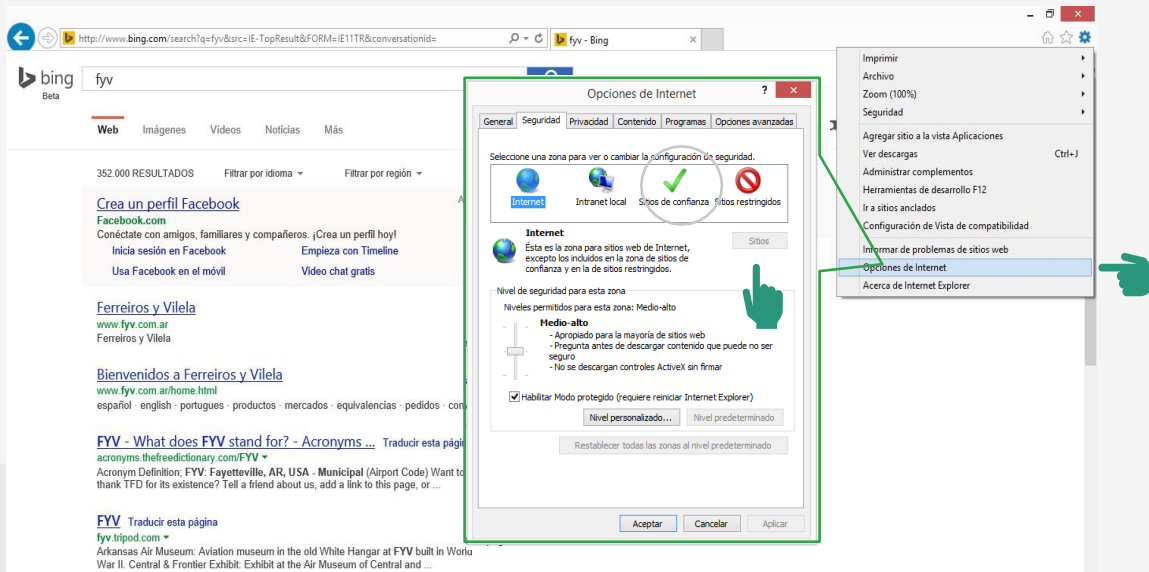 http://www.bing.com/search?q=fyv&src=IE-TopResult&FORM=IE11TR&conversationid=
fyv - Bing
bing
Beta
fyv
Web Imágenes Vídeos Noticias Más
352.000 RESULTADOS Filtrar por idioma Filtrar por región
Crea un perfil Facebook
Facebook.com
Conéctate con amigos, familiares y compañeros. ¡Crea un perfil hoy!
Inicia sesión en Facebook Empieza con Timeline
Usa Facebook en el móvil Video chat gratis
Ferreiros y Vilela
www.fyv.com.ar
Ferreiros y Vilela
Bienvenidos a Ferreiros y Vilela
www.fyv.com.ar/home.html
español · english · portugues · productos · mercados · equivalencias · pedidos ·
FYV - What does FYV stand for? - Acronyms ... Traducir esta
acronyms.thefreedictionary.com/FYV
Acronym Definition; FYV: Fayetteville, AR, USA - Municipal (Airport Code) Want to
thank TFD for its existence? Tell a friend about us, add a link to this page, or ...
FYV Traducir esta página
fyv.tripod.com
Arkansas Air Museum: Aviation museum in the old White Hangar at FYV built in World
War II. Central & Frontier Exhibit: Exhibit at the Air Museum of Central and ...
Opciones de Internet
General Seguridad Privacidad Contenido Programas Opciones avanzadas
Seleccione una zona para ver o cambiar la configuración de seguridad.
Internet Intranet local Sitios de confianza Sitios restringidos
Internet
Sitios
Ésta es la zona para sitios web de Internet,
excepto los incluidos en la zona de sitios de
confianza y en la de sitios restringidos.
Nivel de seguridad para esta zona
Niveles permitidos para esta zona: Medio-alto
Medio-alto
- Apropiado para la mayoría de sitios web
- Pregunta antes de descargar contenido que puede no ser
seguro
- No se descargan controles ActiveX sin firmar
Habilitar Modo protegido (requiere reiniciar Internet Explorer)
Nivel personalizado... Nivel predeterminado
Restablecer todas las zonas al nivel predeterminado
Aceptar Cancelar Aplicar
Imprimir
Archivo
Zoom (100%)
Seguridad
Agregar sitio a la vista Aplicaciones
Ver descargas Ctrl+J
Administrar complementos
Herramientas de desarrollo F12
Ir a sitios anclados
Configuración de Vista de compatibilidad
Informar de problemas de sitios web
Opciones de Internet
Acerca de Internet Explorer